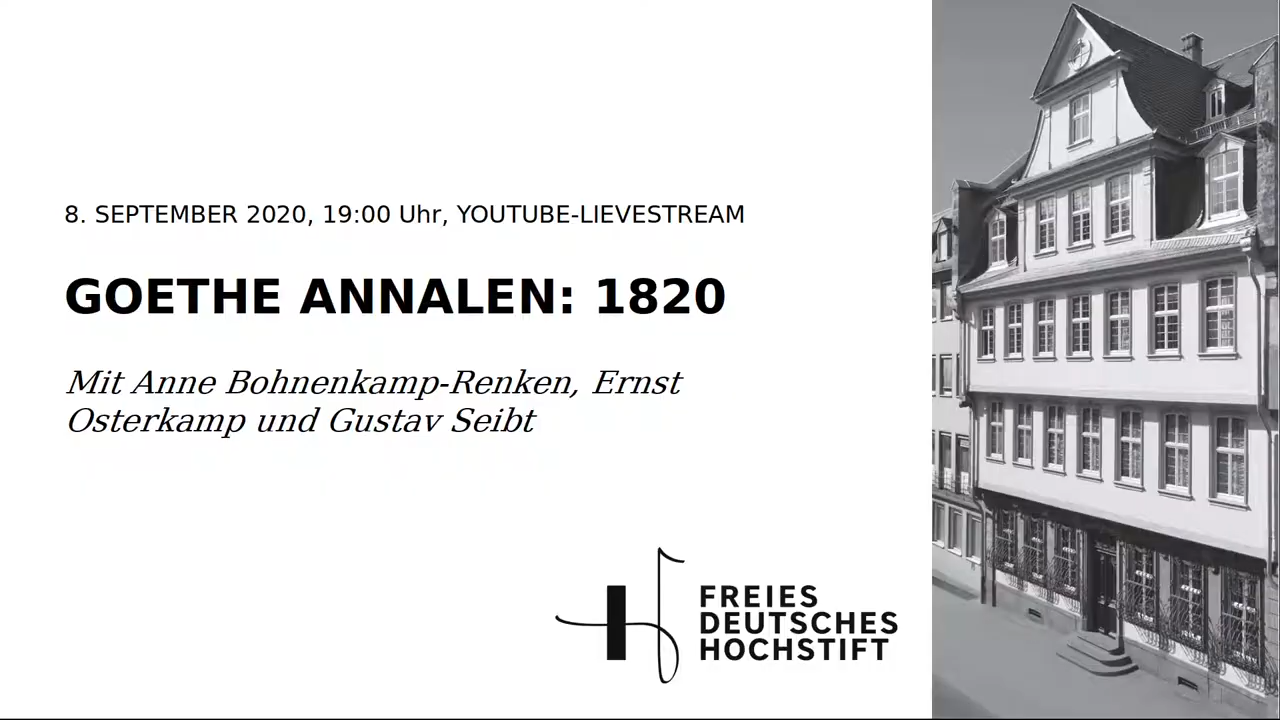 8. SEPTEMBER 2020, 19:00 Uhr, YOUTUBE-LIEVESTREAM
GOETHE ANNALEN: 1820
Mit Anne Bohnenkamp-Renken, Ernst
Osterkamp und Gustav Seibt
FREIES
DEUTSCHES
HOCHSTIFT